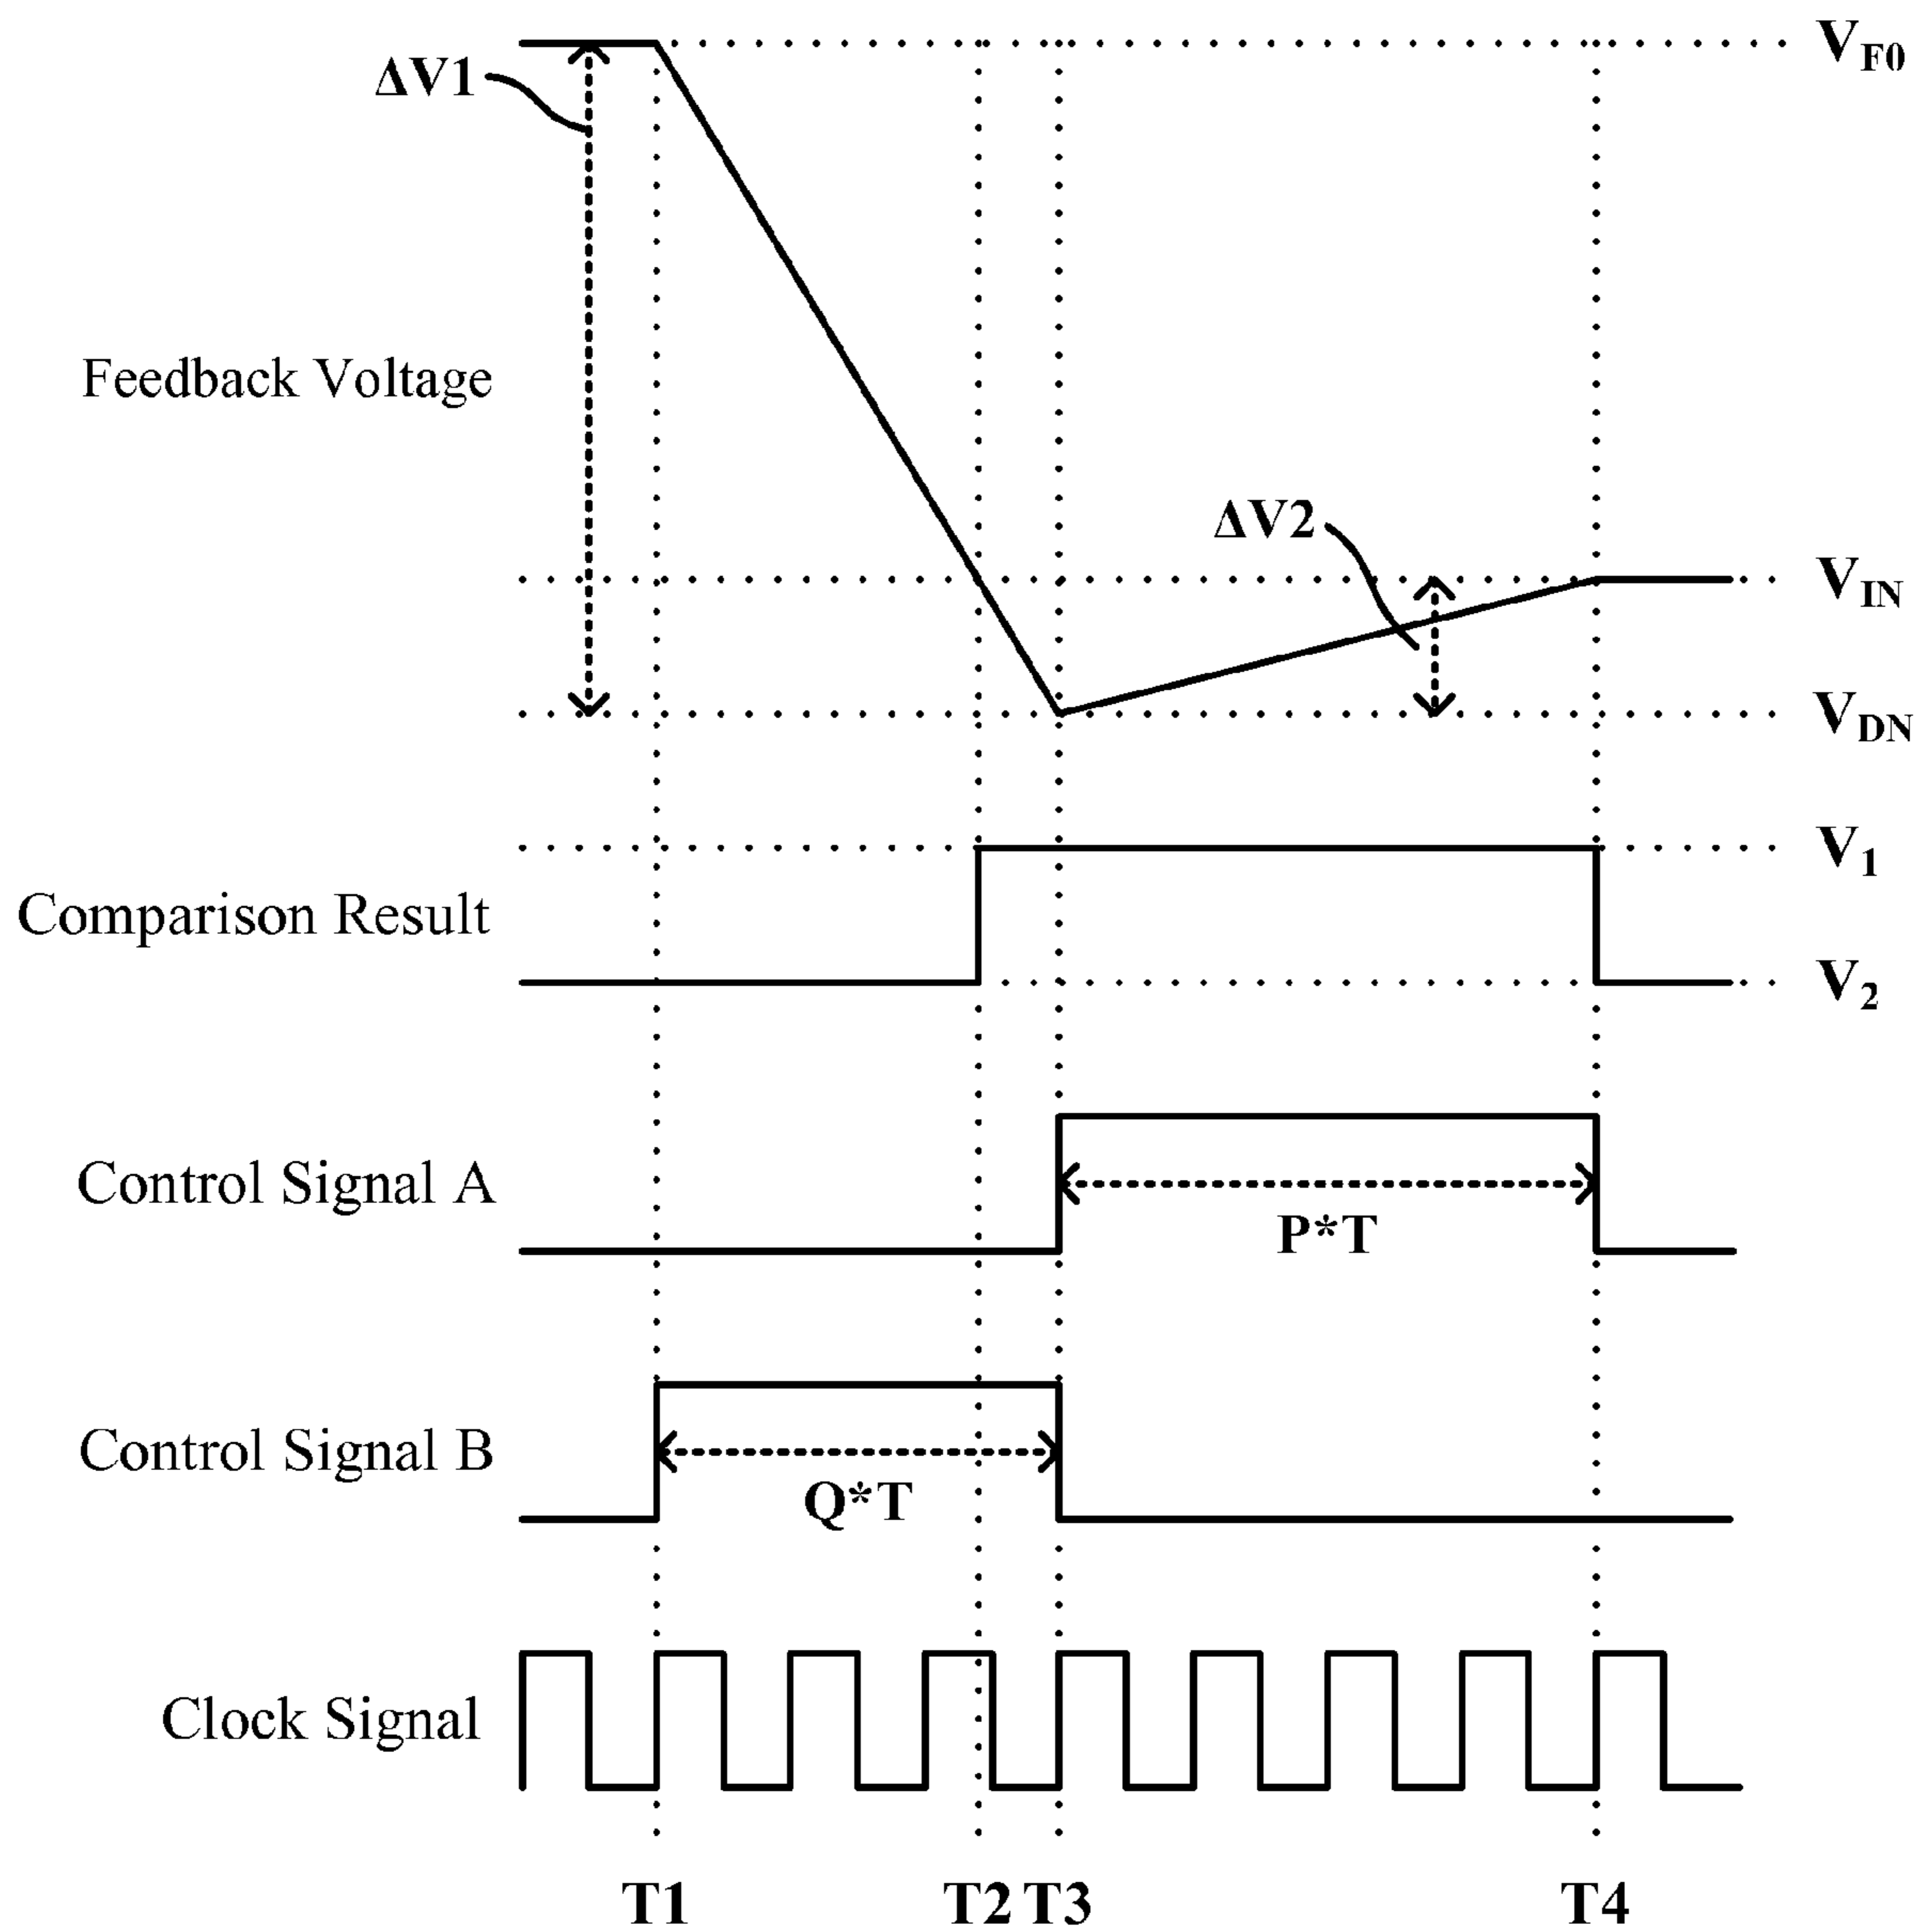 V_F0
ΔV1
Feedback Voltage
ΔV2
V_IN
V_DN
V_1
Comparison Result
V_2
Control Signal A
P*T
Control Signal B
Q*T
Clock Signal
T1 T2 T3 T4